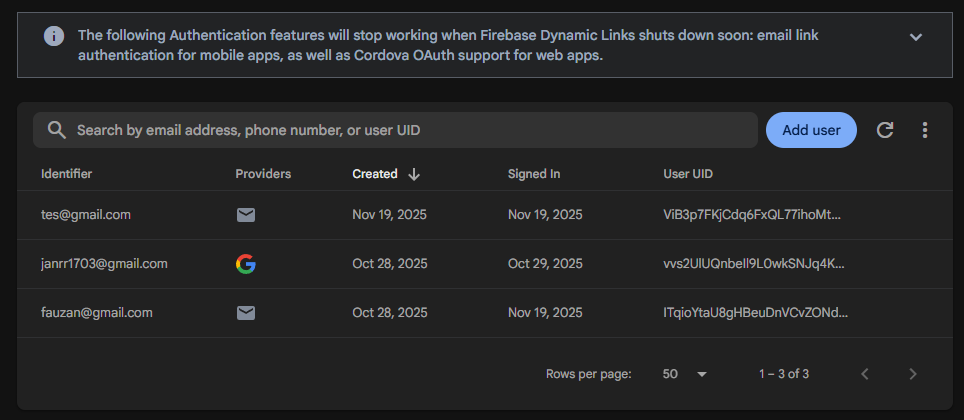 The following Authentication features will stop working when Firebase Dynamic Links shuts down soon: email link
authentication for mobile apps, as well as Cordova OAuth support for web apps.
Search by email address, phone number, or user UID
Add user
Identifier Providers Created Signed In User UID
tes@gmail.com Nov 19, 2025 Nov 19, 2025 ViB3p7FKjCdq6FxQL77ihoMt...
janrr1703@gmail.com Oct 28, 2025 Oct 29, 2025 vvs2UlUQnbeII9L0wkSNJq4K...
fauzan@gmail.com Oct 28, 2025 Nov 19, 2025 ITqioYtaU8gHBeuDnVCvZONd...
Rows per page: 50 1 – 3 of 3